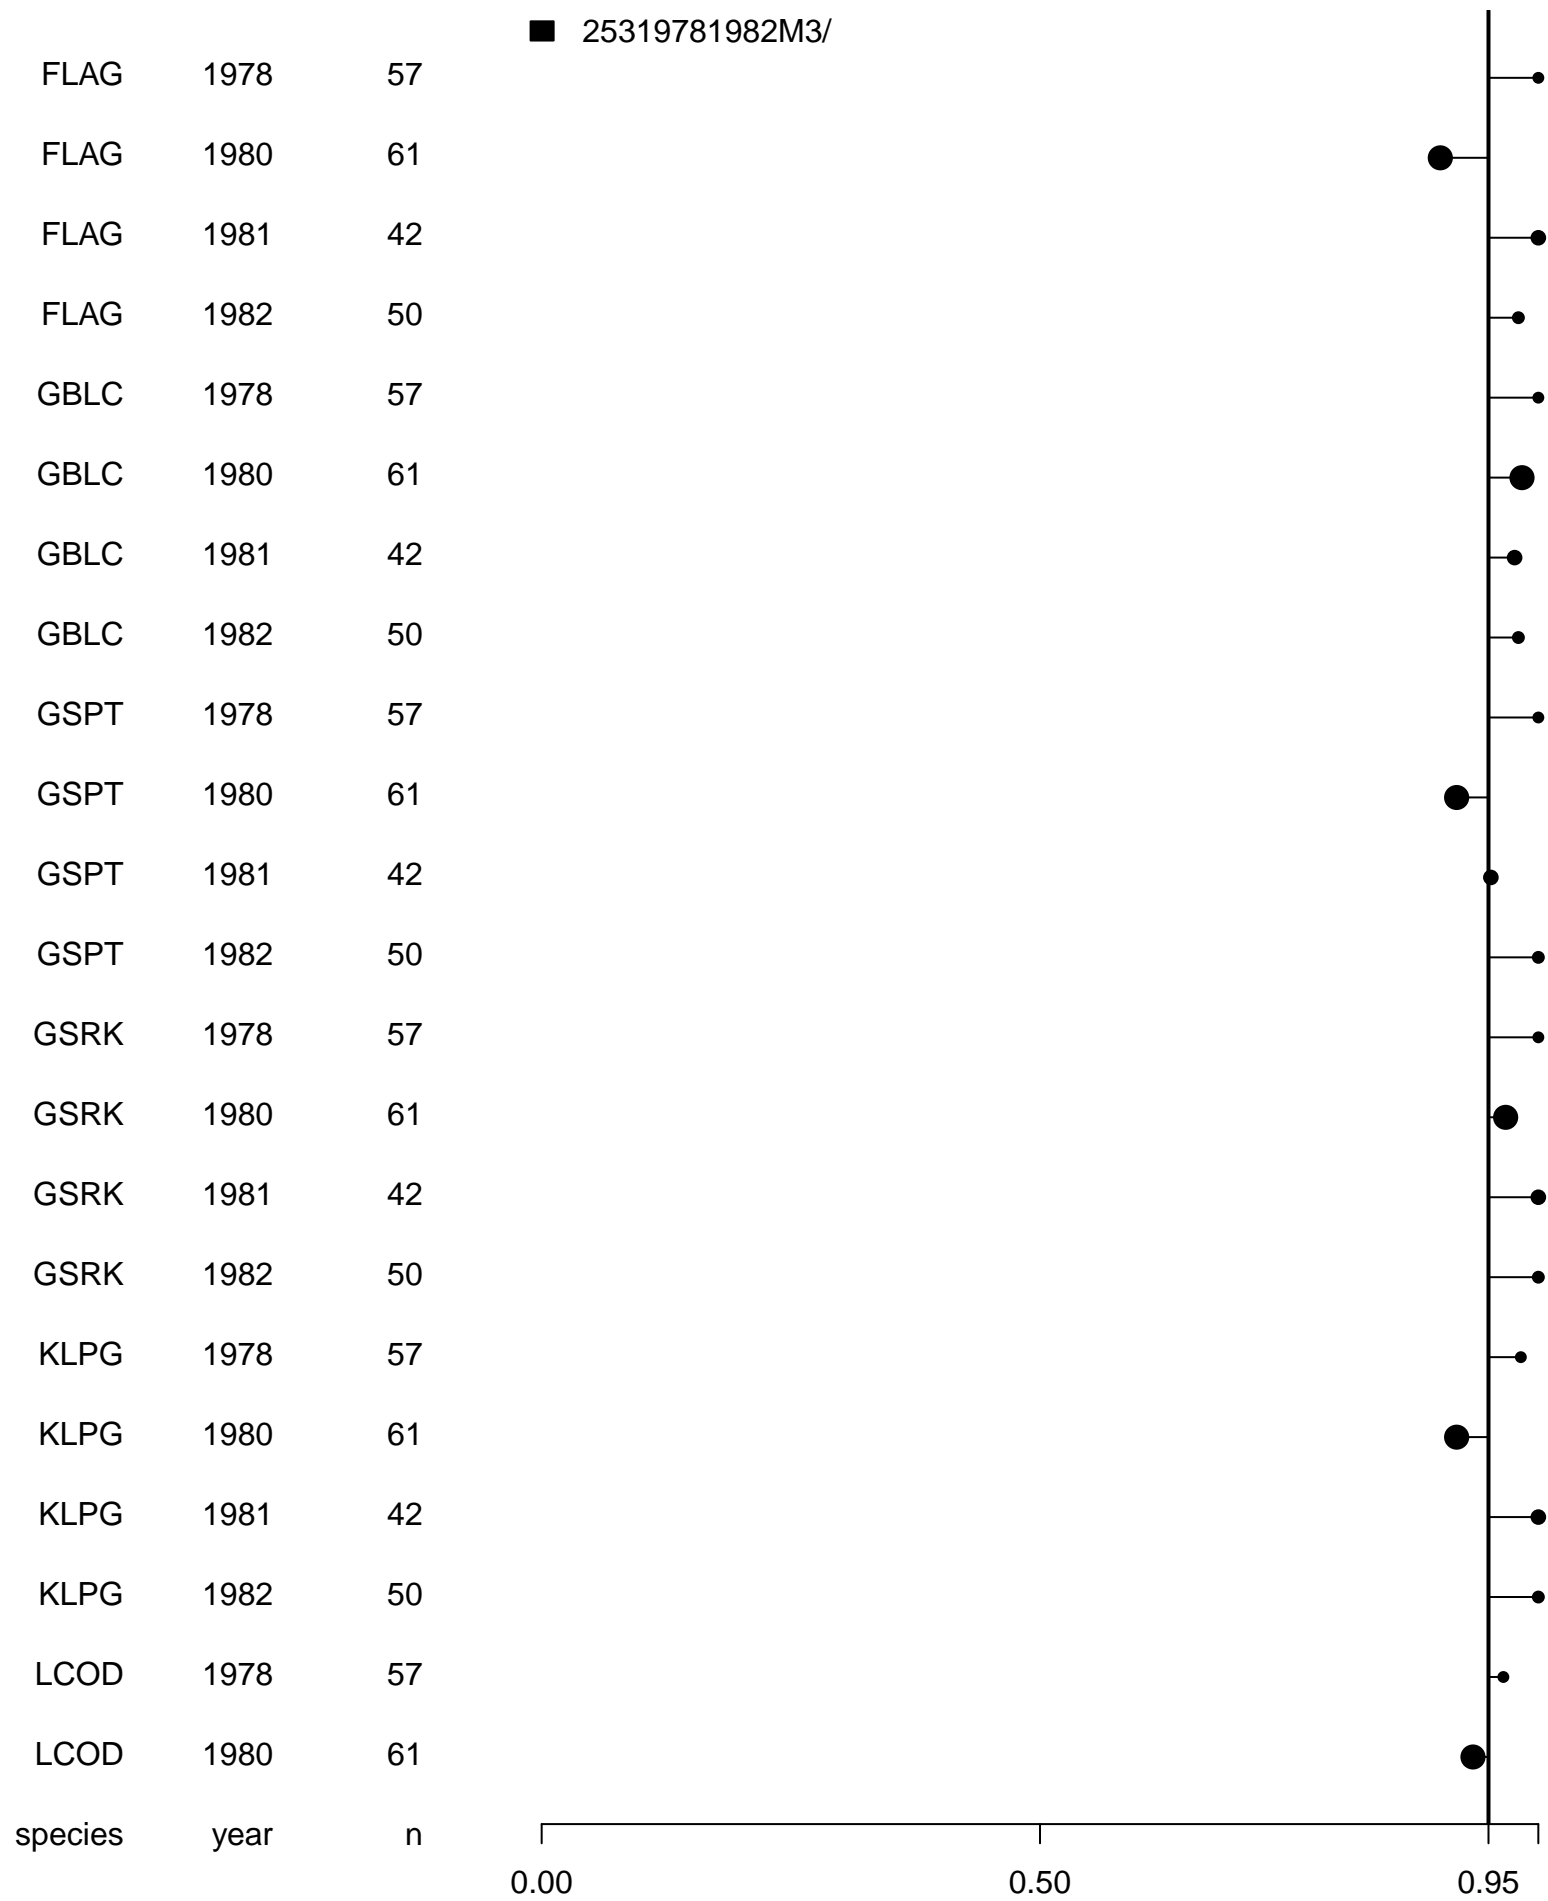 25319781982M3/
FLAG 1978 57
FLAG 1980 61
FLAG 1981 42
FLAG 1982 50
GBLC 1978 57
GBLC 1980 61
GBLC 1981 42
GBLC 1982 50
GSPT 1978 57
GSPT 1980 61
GSPT 1981 42
GSPT 1982 50
GSRK 1978 57
GSRK 1980 61
GSRK 1981 42
GSRK 1982 50
KLPG 1978 57
KLPG 1980 61
KLPG 1981 42
KLPG 1982 50
LCOD 1978 57
LCOD 1980 61
species year n
0.00 0.50 0.95